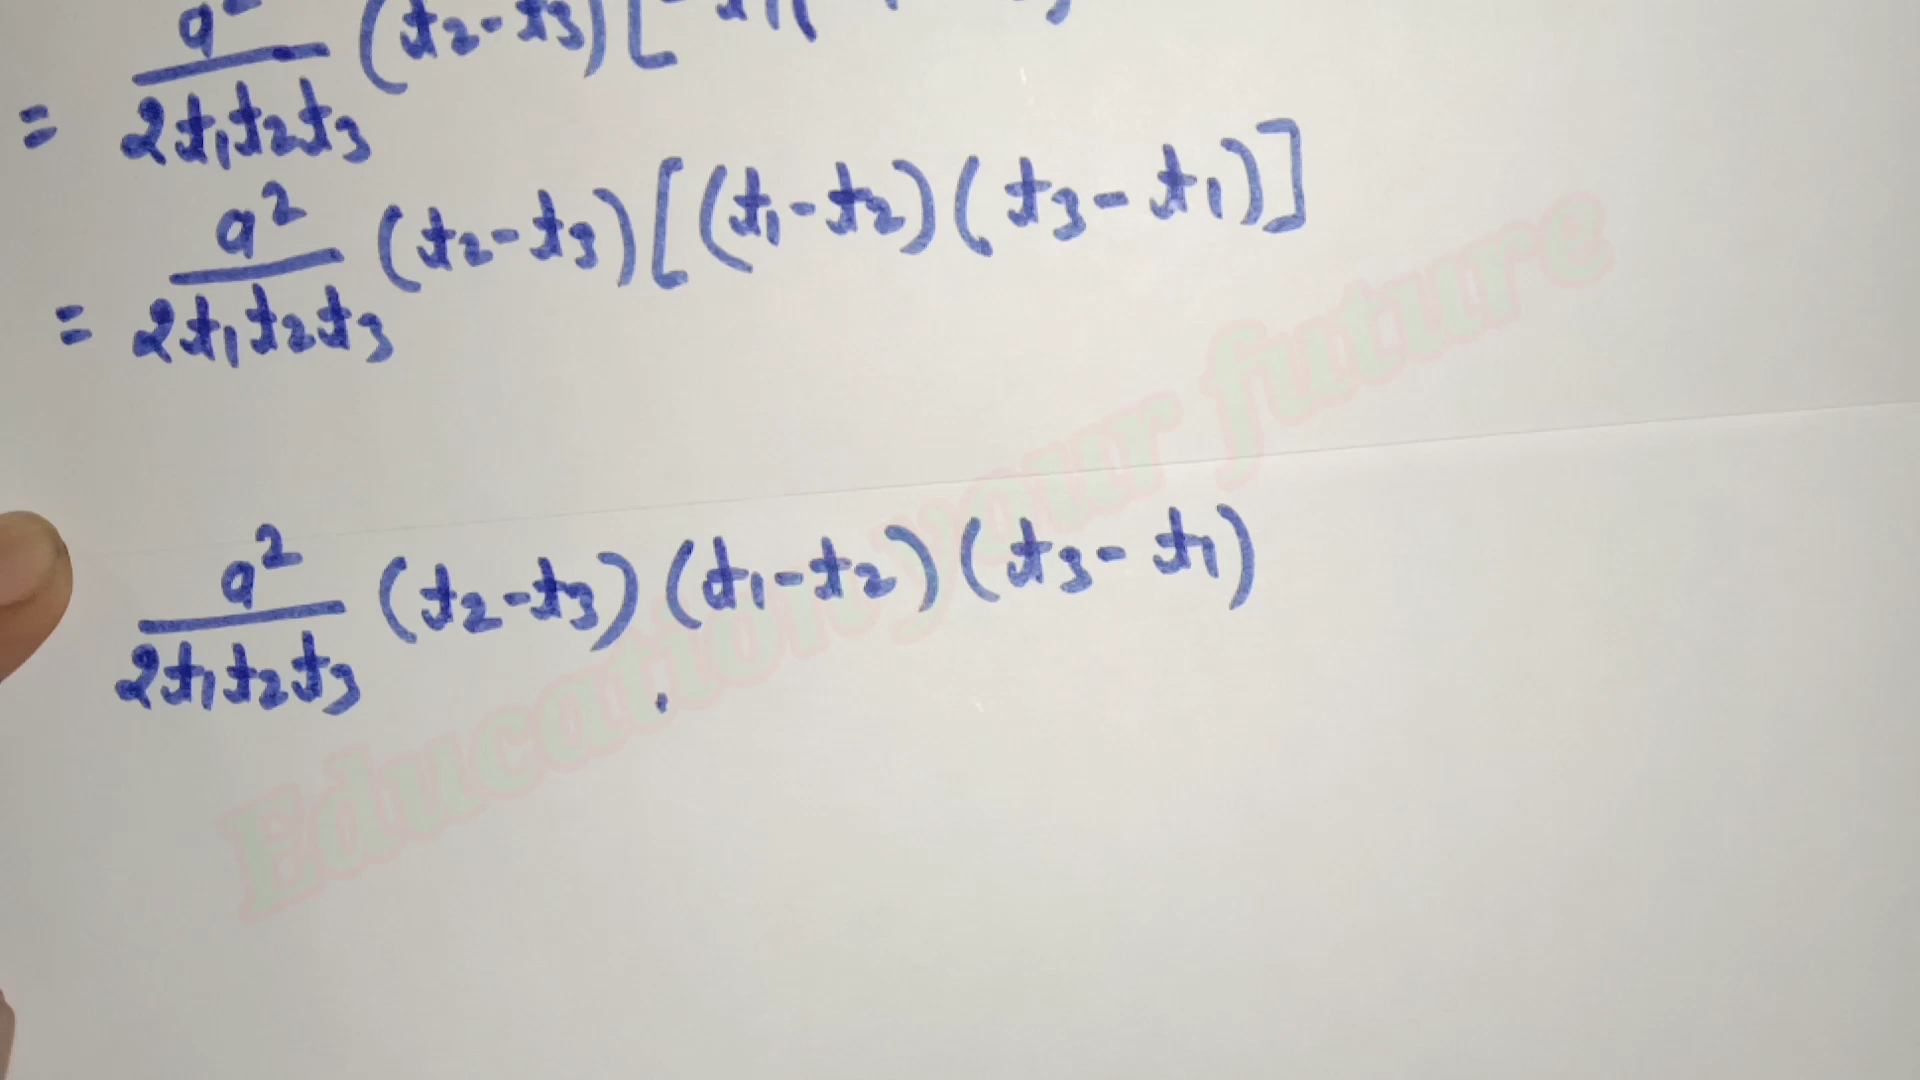 = a²/2t₁t₂t₃ (t₂-t₃)[
= a²/2t₁t₂t₃ (t₂-t₃)[(t₁-t₂)(t₃-t₁)]
a²/2t₁t₂t₃ (t₂-t₃)(t₁-t₂)(t₃-t₁)
Education your future